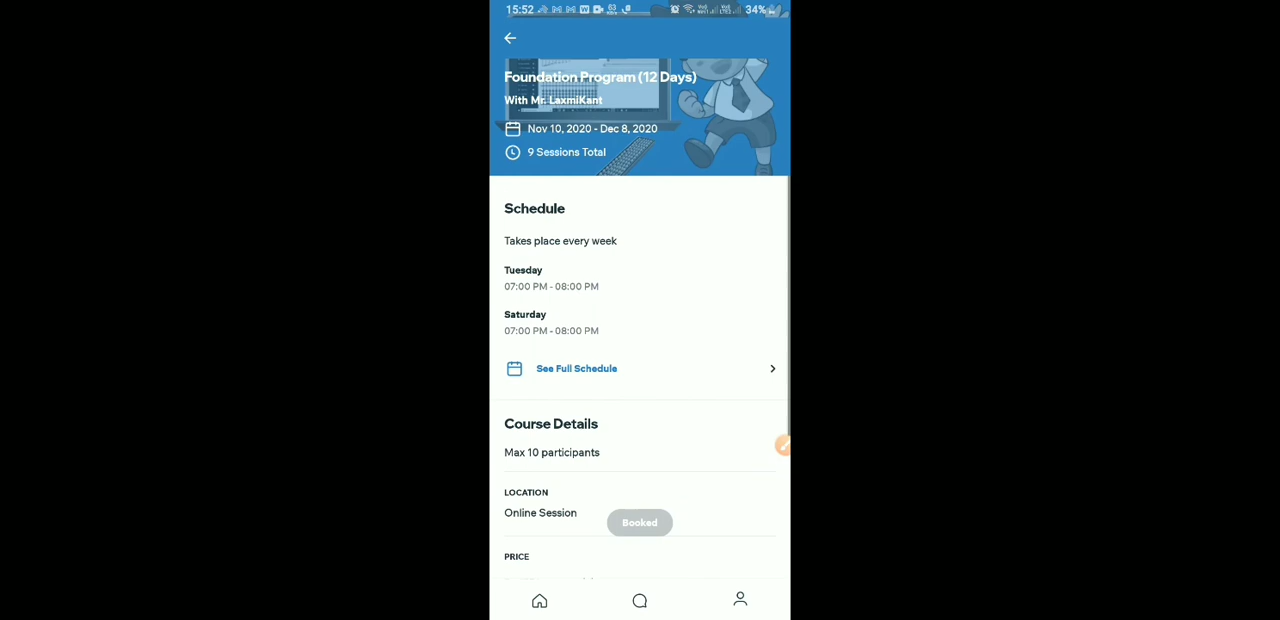 15:52
34%
Foundation Program (12 Days)
With Mr. LaxmiKant
Nov 10, 2020 - Dec 8, 2020
9 Sessions Total
Schedule
Takes place every week
Tuesday
07:00 PM - 08:00 PM
Saturday
07:00 PM - 08:00 PM
See Full Schedule
Course Details
Max 10 participants
LOCATION
Online Session
Booked
PRICE